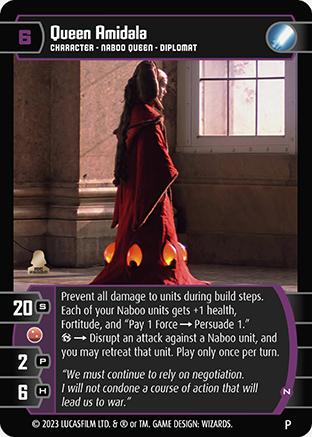 6 Queen Amidala
CHARACTER - NABOO QUEEN - DIPLOMAT
20 S
2 P
6 H
Prevent all damage to units during build steps.
Each of your Naboo units gets +1 health,
Fortitude, and “Pay 1 Force → Persuade 1.”
→ Disrupt an attack against a Naboo unit, and
you may retreat that unit. Play only once per turn.
“We must continue to rely on negotiation.
I will not condone a course of action that will
lead us to war.”
N
© 2023 LUCASFILM LTD. & ® or TM. GAME DESIGN: WIZARDS.
P